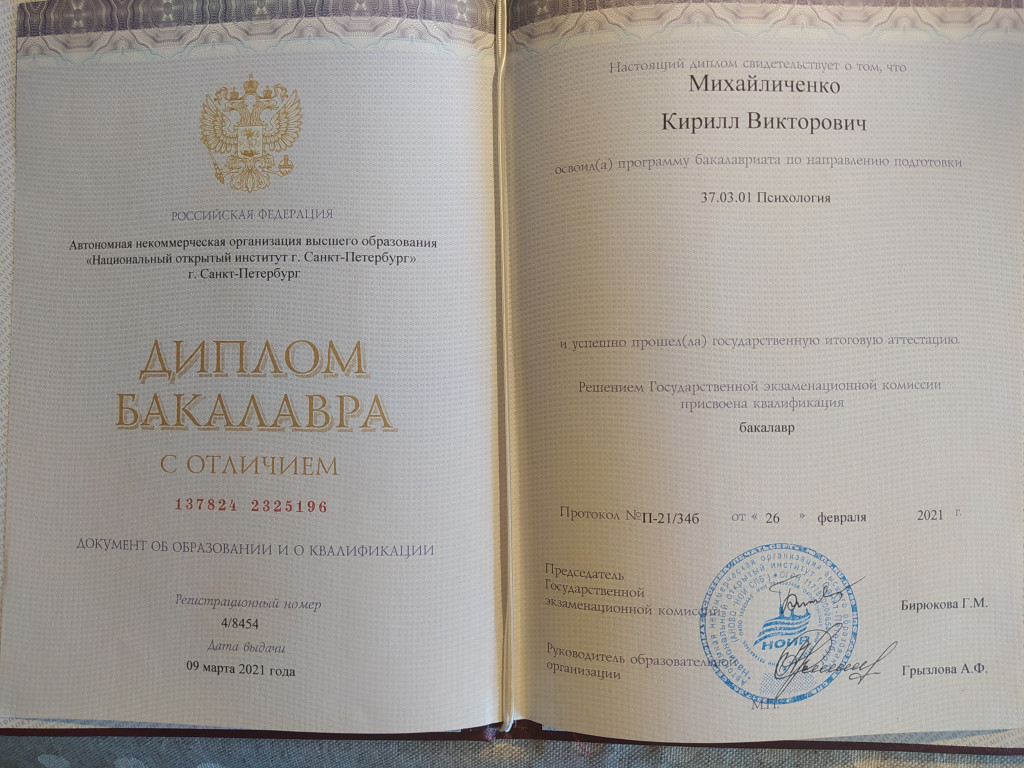 РОССИЙСКАЯ ФЕДЕРАЦИЯ
Автономная некоммерческая организация высшего образования
«Национальный открытый институт г. Санкт-Петербург»
г. Санкт-Петербург
ДИПЛОМ
БАКАЛАВРА
С ОТЛИЧИЕМ
137824 2325196
ДОКУМЕНТ ОБ ОБРАЗОВАНИИ И О КВАЛИФИКАЦИИ
Регистрационный номер
4/8454
Дата выдачи
09 марта 2021 года
Настоящий диплом свидетельствует о том, что
Михайличенко
Кирилл Викторович
освоил(а) программу бакалавриата по направлению подготовки
37.03.01 Психология
и успешно прошел(ла) государственную итоговую аттестацию
Решением Государственной экзаменационной комиссии
присвоена квалификация
бакалавр
Протокол № П-21/34б от « 26 » февраля 2021 г.
Председатель
Государственной
экзаменационной комиссии
Бирюкова Г.М.
Руководитель образовательной
организации
Грызлова А.Ф.
НОИР
М.П.